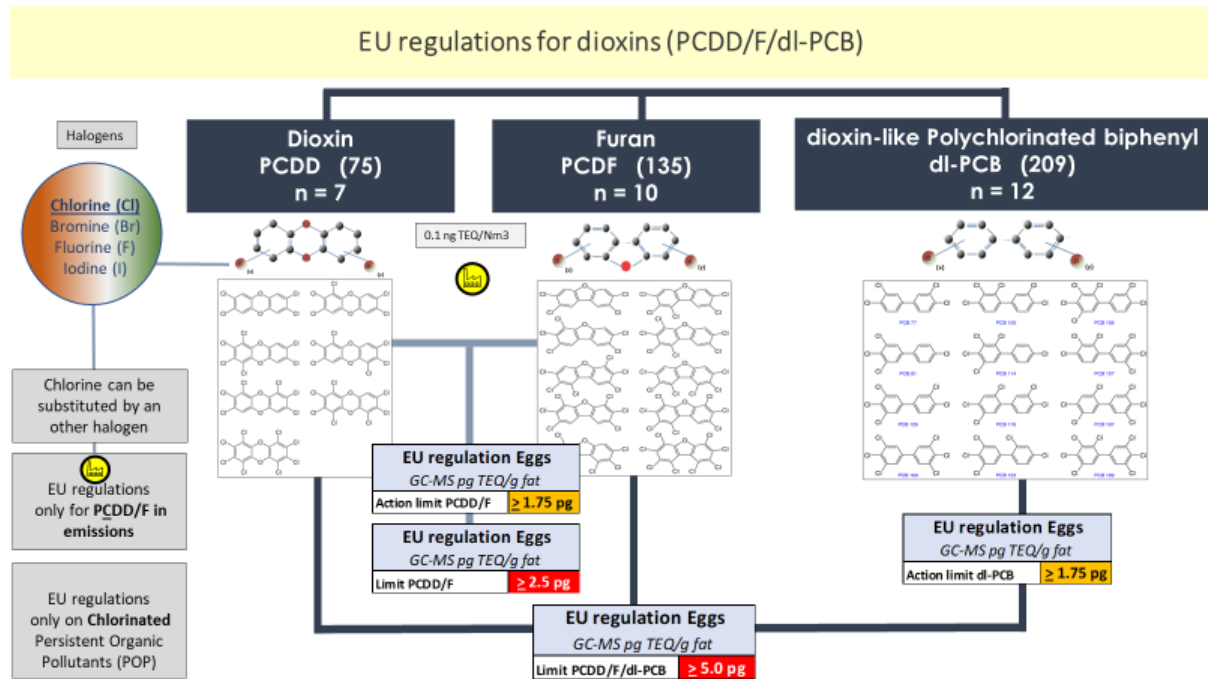 EU regulations for dioxins (PCDD/F/dl-PCB)
Halogens
Chlorine (Cl)
Bromine (Br)
Fluorine (F)
Iodine (I)
Dioxin
PCDD (75)
n = 7
Furan
PCDF (135)
n = 10
dioxin-like Polychlorinated biphenyl
dl-PCB (209)
n = 12
0.1 ng TEQ/Nm3
Chlorine can be
substituted by an
other halogen
EU regulations
only for PCDD/F in
emissions
EU regulations
only on Chlorinated
Persistent Organic
Pollutants (POP)
PCB 77
PCB 81
PCB 114
EU regulation Eggs
GC-MS pg TEQ/g fat
Action limit PCDD/F
≥ 1.75 pg
EU regulation Eggs
GC-MS pg TEQ/g fat
Limit PCDD/F
≥ 2.5 pg
EU regulation Eggs
GC-MS pg TEQ/g fat
Action limit dl-PCB
≥ 1.75 pg
EU regulation Eggs
GC-MS pg TEQ/g fat
Limit PCDD/F/dl-PCB
≥ 5.0 pg